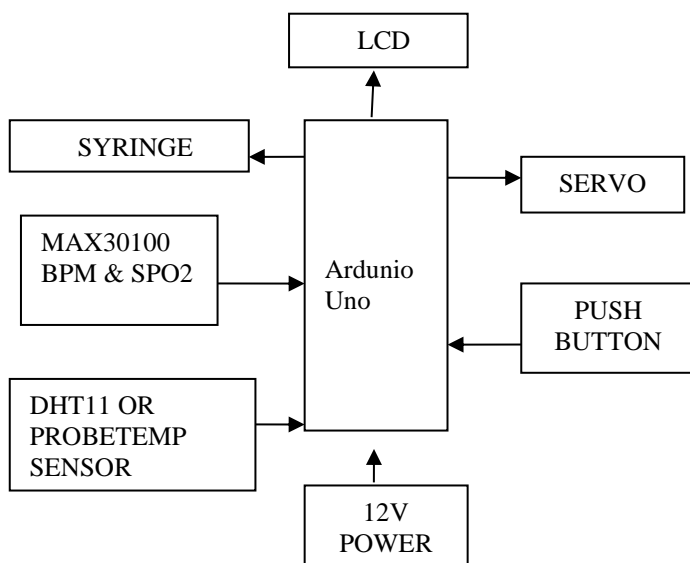 LCD
SYRINGE
SERVO
MAX30100
BPM & SPO2
Ardunio
Uno
PUSH
BUTTON
DHT11 OR
PROBETEMP
SENSOR
12V
POWER